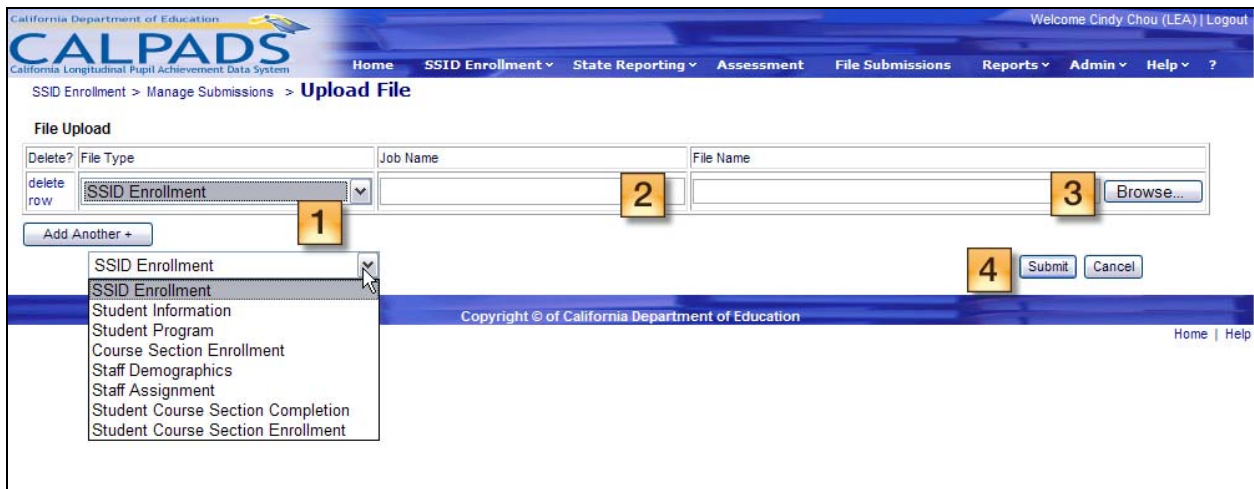 California Department of Education
Welcome Cindy Chou (LEA) | Logout
CALPADS
California Longitudinal Pupil Achievement Data System
Home SSID Enrollment State Reporting Assessment File Submissions Reports Admin Help ?
SSID Enrollment > Manage Submissions > Upload File
File Upload
Delete? File Type Job Name File Name
delete row SSID Enrollment 2 3 Browse...
1
Add Another +
SSID Enrollment
4 Submit Cancel
SSID Enrollment
Student Information
Student Program
Course Section Enrollment
Staff Demographics
Staff Assignment
Student Course Section Completion
Student Course Section Enrollment
Copyright © of California Department of Education
Home | Help